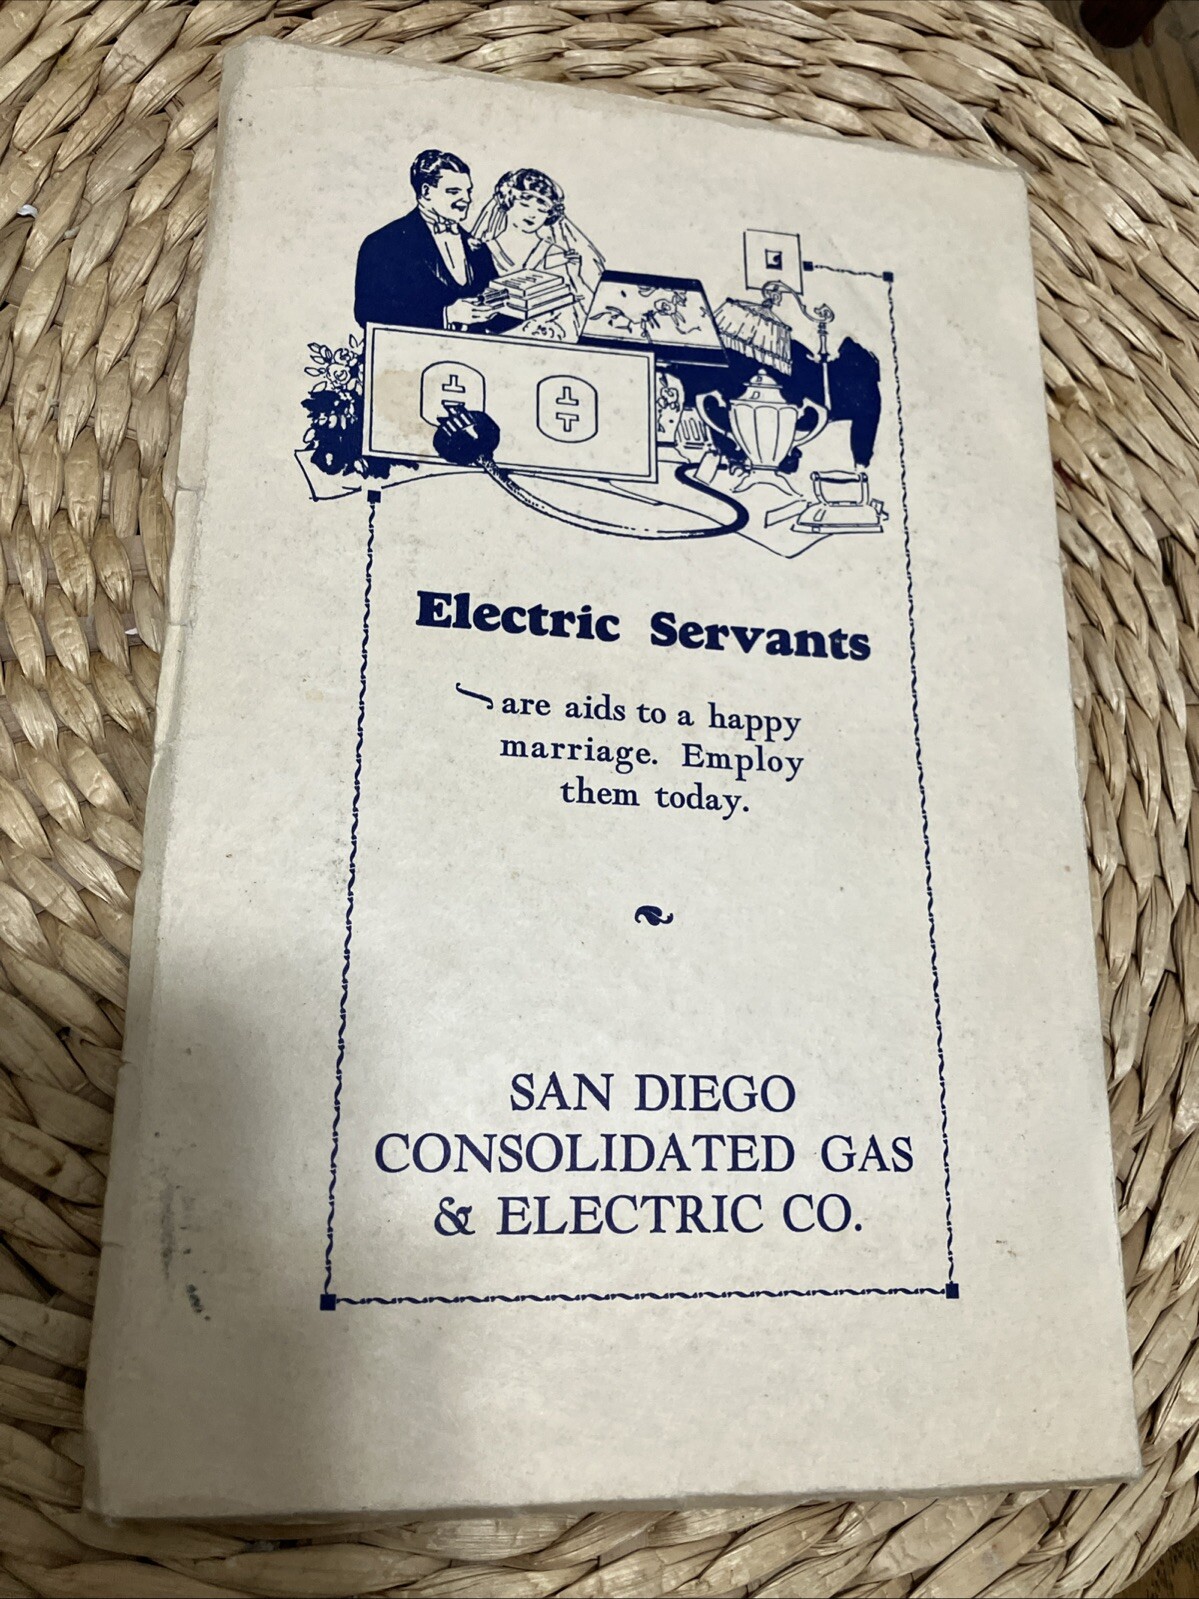 Electric Servants
are aids to a happy
marriage. Employ
them today.
SAN DIEGO
CONSOLIDATED GAS
& ELECTRIC CO.